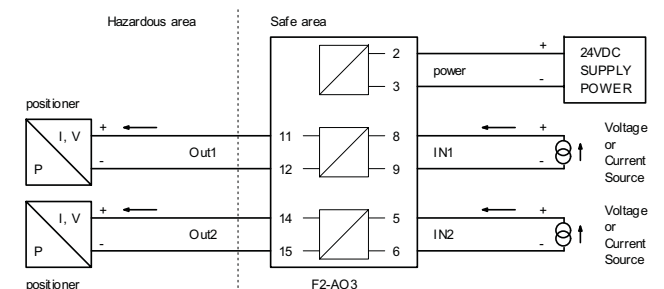 Hazardous area
Safe area
2
3
power
+
-
24VDC
SUPPLY
POWER
positioner
I, V
P
+
-
Out1
11
12
8
9
IN1
+
-
Voltage
or
Current
Source
I, V
P
+
-
Out2
14
15
5
6
IN2
+
-
Voltage
or
Current
Source
positioner
F2-AO3